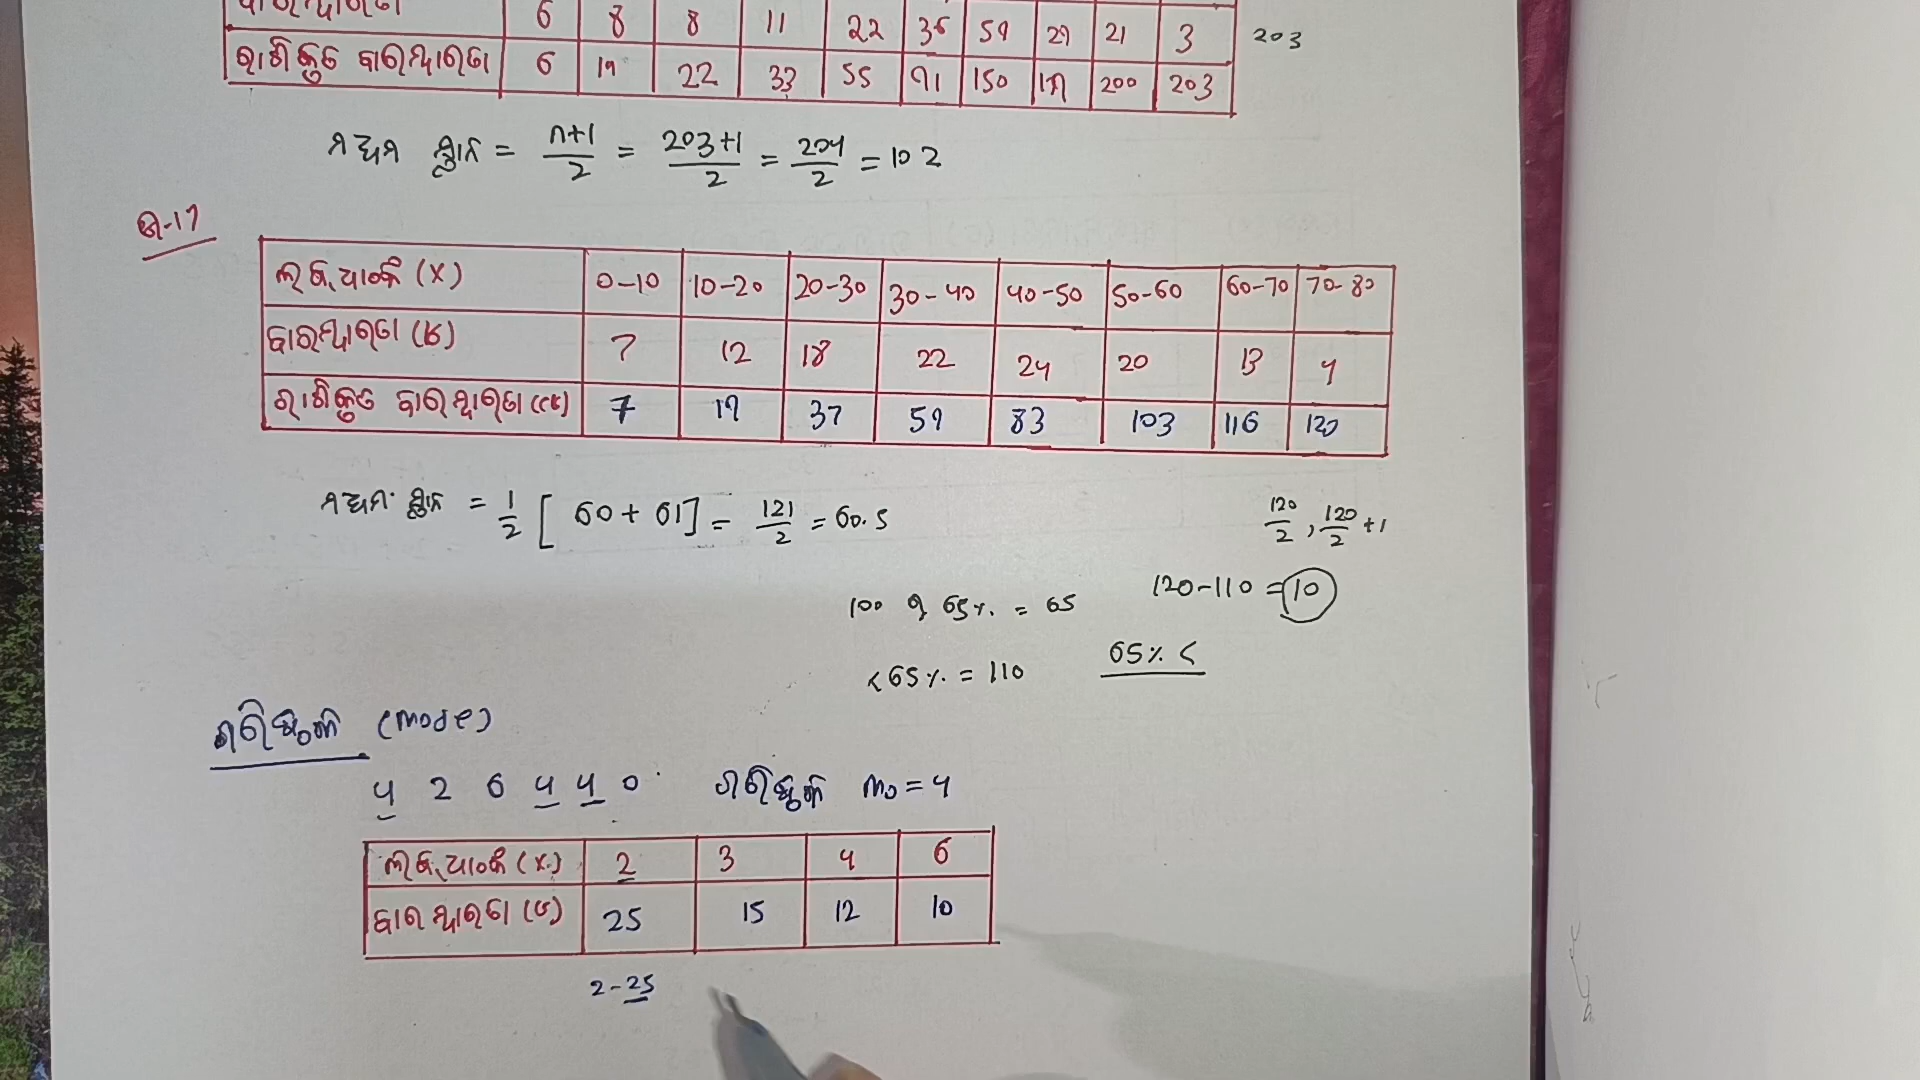 ବାରମ୍ବାରତା 6 8 8 11 22 36 59 29 21 3 203
ରାଶିକୃତ ବାରମ୍ବାରତା 6 14 22 33 55 91 150 179 200 203
ମଧ୍ୟମ ସ୍ଥାନ = n+1/2 = 203+1/2 = 204/2 = 102
ଉ-17
ଲବ୍ଧାଙ୍କ (x) 0-10 10-20 20-30 30-40 40-50 50-60 60-70 70-80
ବାରମ୍ବାରତା (f) 7 12 18 22 24 20 13 4
ରାଶିକୃତ ବାରମ୍ବାରତା (cf) 7 19 37 59 83 103 116 120
ମଧ୍ୟମ ସ୍ଥାନ = 1/2 [ 60 + 61] = 121/2 = 60.5
120/2 , 120/2 +1
100 ରୁ 65%. = 65
120-110 = 10
<65%. = 110
65% <
ଗରିଷ୍ଠକ (mode)
4 2 6 4 4 0 ଗରିଷ୍ଠକ Mo = 4
ଲବ୍ଧାଙ୍କ (x) 2 3 4 6
ବାରମ୍ବାରତା (f) 25 15 12 10
2-25